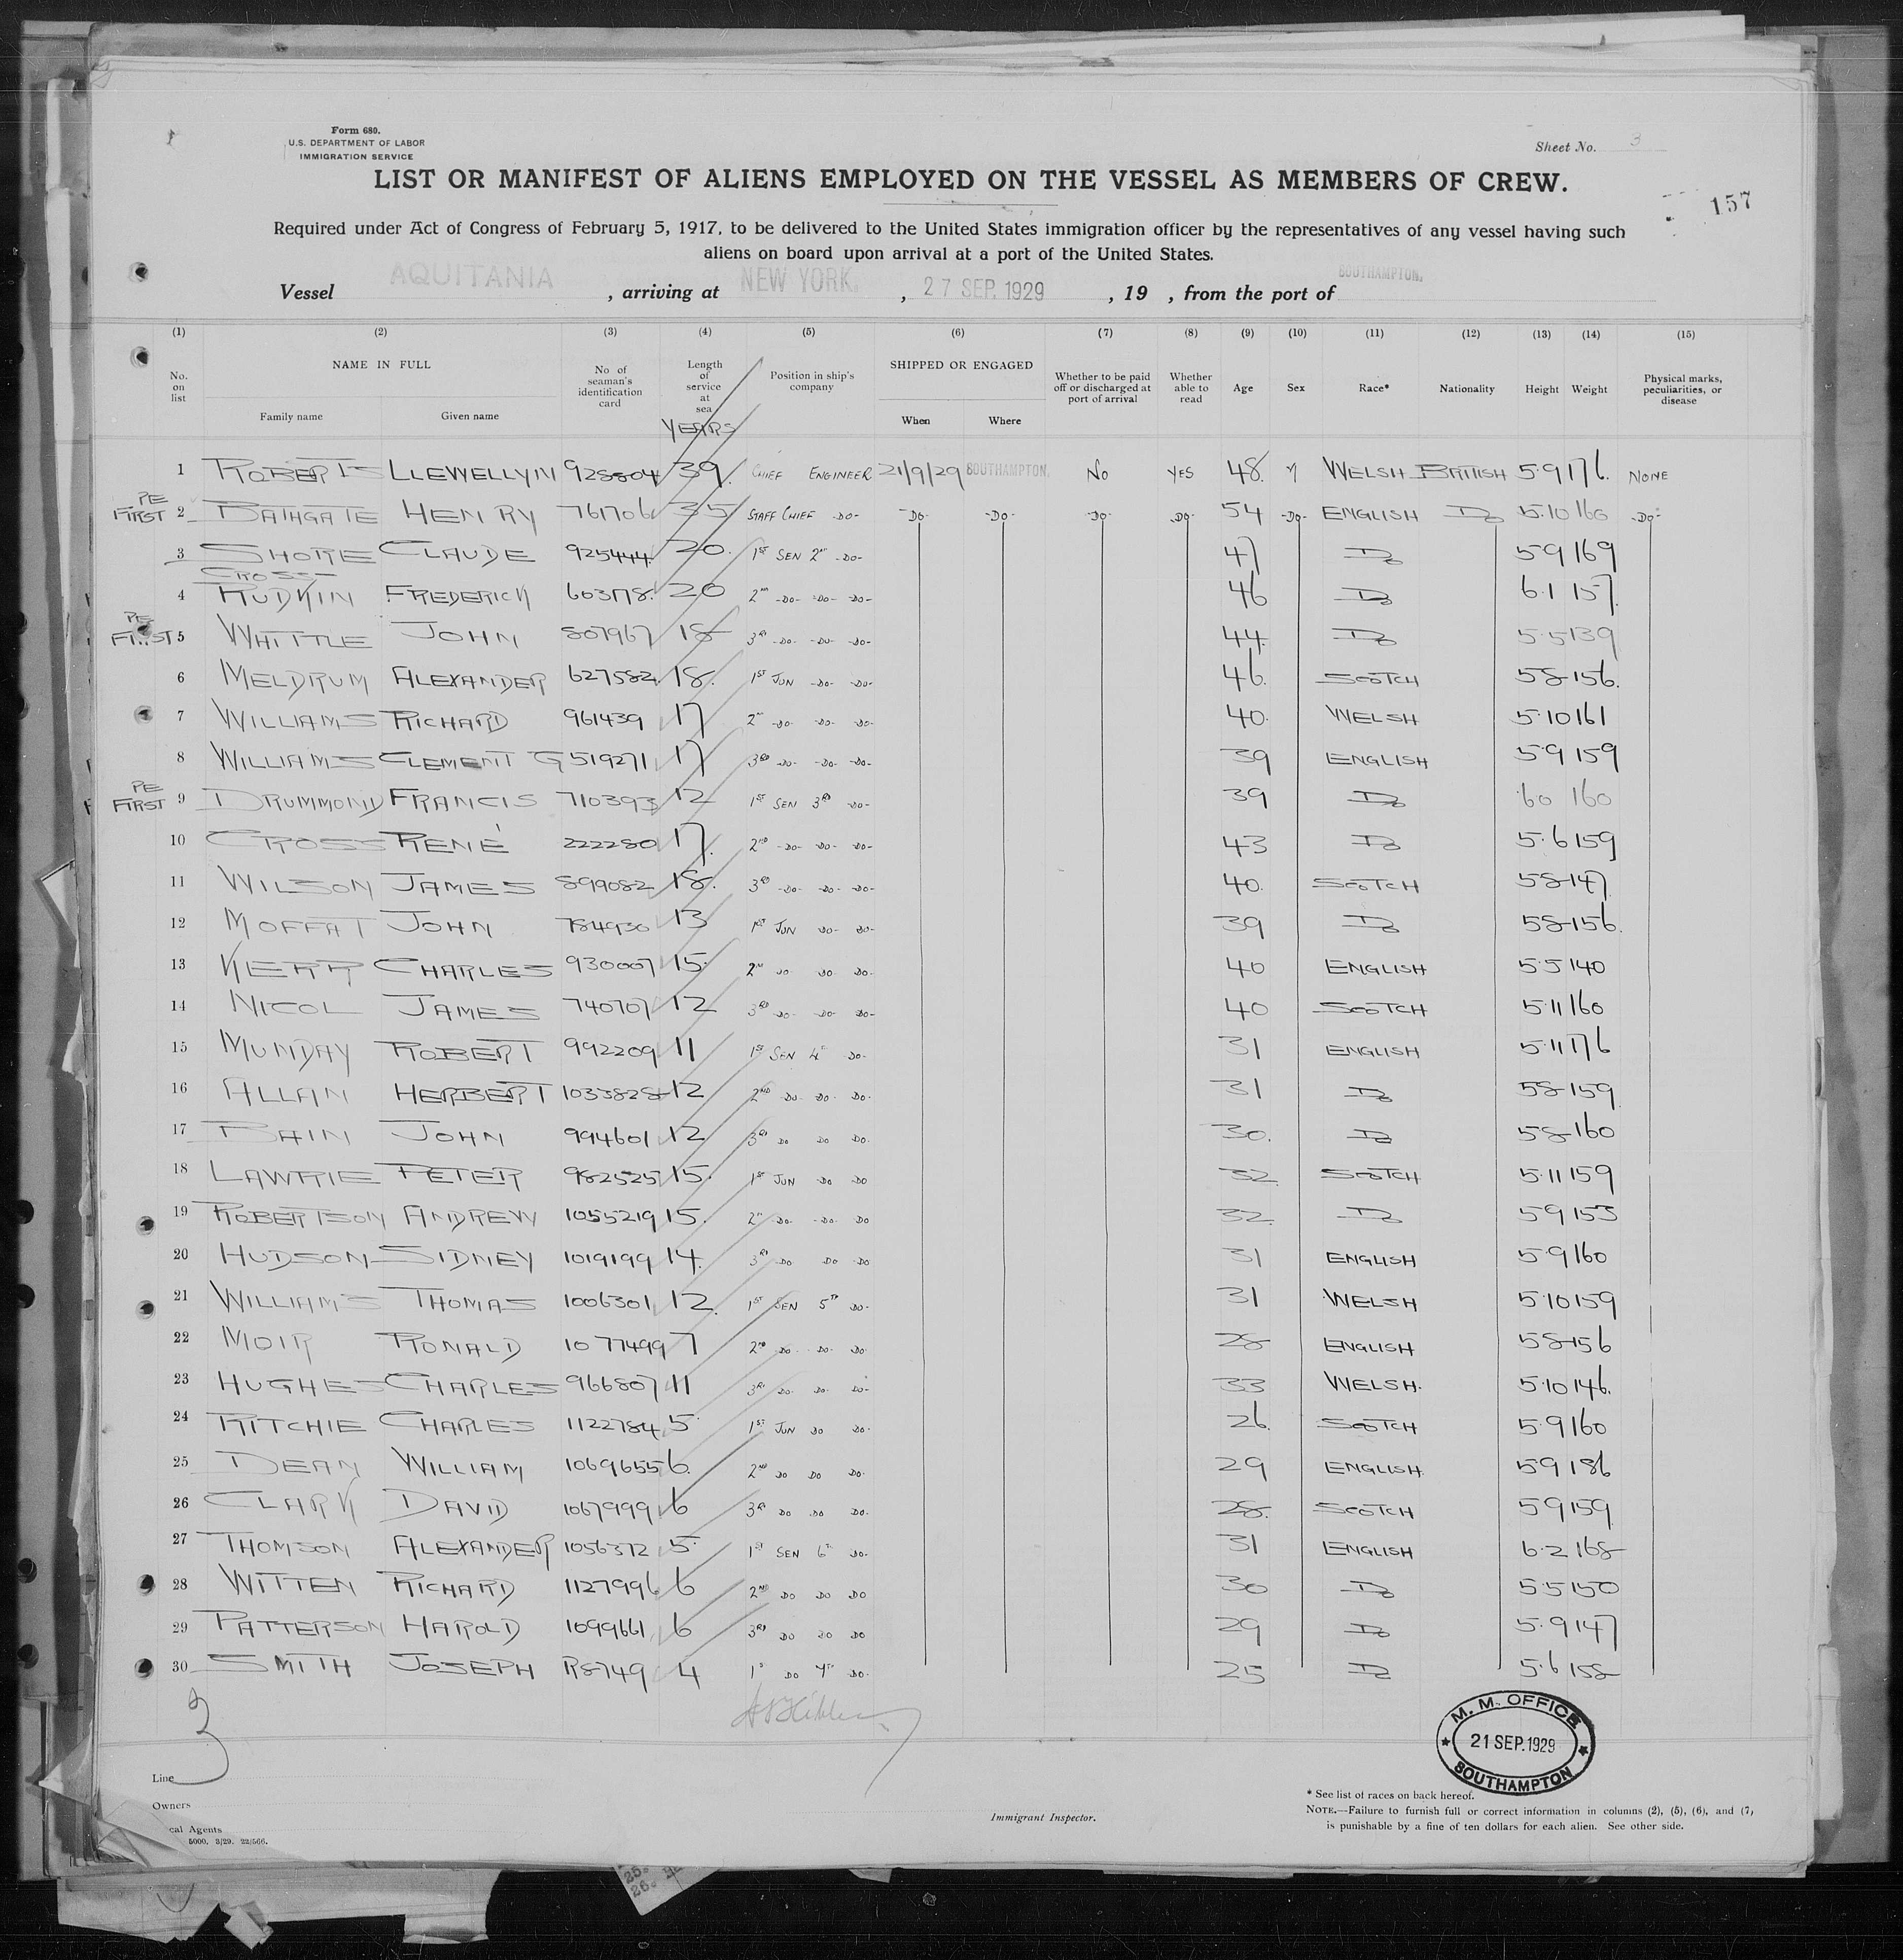 Form 680.
U.S. DEPARTMENT OF LABOR
IMMIGRATION SERVICE
Sheet No. 3
LIST OR MANIFEST OF ALIENS EMPLOYED ON THE VESSEL AS MEMBERS OF CREW.
157
Required under Act of Congress of February 5, 1917, to be delivered to the United States immigration officer by the representatives of any vessel having such
aliens on board upon arrival at a port of the United States.
Vessel AQUITANIA , arriving at NEW YORK. , 27 SEP. 1929 , 19 , from the port of SOUTHAMPTON.
(1) (2) (3) (4) (5) (6) (7) (8) (9) (10) (11) (12) (13) (14) (15)
No. on list
NAME IN FULL
Family name Given name
No of seaman's identification card
Length of service at sea
YEARS
Position in ship's company
SHIPPED OR ENGAGED
When Where
Whether to be paid off or discharged at port of arrival
Whether able to read
Age Sex Race* Nationality Height Weight
Physical marks, peculiarities, or disease
1 ROBERTS LLEWELLYN 928804 39. CHIEF ENGINEER 21/9/29 SOUTHAMPTON. NO YES 48. WELSH BRITISH 5.9 176. NONE
PE FIRST 2 BATHGATE HENRY 761706 35 STAFF CHIEF -DO- -DO- -DO- -DO- -DO- 54 -DO- ENGLISH DO 5.10 160 -DO-
3 SHORE CLAUDE 925444 20. 1ST SEN 2ND -DO- 47 DO 5.9 169
CROSS-
4 RUDKIN FREDERICK 603778. 20 2ND -DO- -DO- -DO- 46 DO 6.1 157
PE FIRST 5 WHITTLE JOHN 807967 18 3RD -DO- -DO- -DO- 44. DO 5.5 139
6 MELDRUM ALEXANDER 627582 18. 1ST JUN -DO- -DO- 46. SCOTCH 5.8 156.
7 WILLIAMS RICHARD 961439 17 2ND -DO- -DO- -DO- 40. WELSH 5.10 161
8 WILLIAMS CLEMENT G 519271 17 3RD -DO- -DO- -DO- 39 ENGLISH 5.9 159
PE FIRST 9 DRUMMOND FRANCIS 710393 12 1ST SEN 3RD -DO- 39 DO 6.0 160
10 CROSS RENÉ 222280 17. 2ND -DO- -DO- -DO- 43 DO 5.6 159
11 WILSON JAMES 899082 18. 3RD -DO- -DO- -DO- 40. SCOTCH 5.8 147
12 MOFFAT JOHN 784930 13 1ST JUN DO- DO- 39 DO 5.8 156.
13 KERR CHARLES 930007 15. 2ND DO- DO- DO- 40 ENGLISH 5.5 140
14 NICOL JAMES 740707 12 3RD DO- -DO- DO- 40 SCOTCH 5.11 160
15 MUNDAY ROBERT 992209 11 1ST SEN 4TH DO- 31 ENGLISH 5.11 176
16 ALLAN HERBERT 1033828 12 2ND DO- DO- DO- 31 DO 5.8 159
17 BAIN JOHN 994601 12 3RD DO DO DO- 30. DO 5.8 160
18 LAWRIE PETER 982525 15. 1ST JUN DO DO 32 SCOTCH 5.11 159
19 ROBERTSON ANDREW 1055219 15. 2ND DO- -DO- DO 32 DO 5.9 153
20 HUDSON SIDNEY 1019199 14. 3RD DO DO DO 31 ENGLISH 5.9 160
21 WILLIAMS THOMAS 1006301 12. 1ST SEN 5TH DO- 31 WELSH 5.10 159
22 MOIR RONALD 1077499 7 2ND DO- DO- DO 28 ENGLISH 5.8 156
23 HUGHES CHARLES 966807 11 3RD DO- DO- DO- 33 WELSH. 5.10 146.
24 RITCHIE CHARLES 1122784 5. 1ST JUN DO DO- 26. SCOTCH 5.9 160
25 DEAN WILLIAM 1069655 6. 2ND DO DO DO- 29 ENGLISH. 5.9 186
26 CLARK DAVID 1067999 6 3RD DO DO DO- 28. SCOTCH 5.9 159
27 THOMSON ALEXANDER 1056372 5. 1ST SEN 6TH DO- 31 ENGLISH 6.2 168
28 WITTEN RICHARD 1127996 6 2ND DO DO DO 30 DO 5.5 150
29 PATTERSON HAROLD 1099661 6 3RD DO DO DO 29 DO 5.9 147
30 SMITH JOSEPH R8749 4 1ST DO 7TH DO- 25 DO 5.6 158
3
M. M. OFFICE
21 SEP. 1929
SOUTHAMPTON
Line
Owners
cal Agents
5000. 3/29. 22/566.
Immigrant Inspector.
* See list of races on back hereof.
NOTE.—Failure to furnish full or correct information in columns (2), (5), (6), and (7,
is punishable by a fine of ten dollars for each alien. See other side.